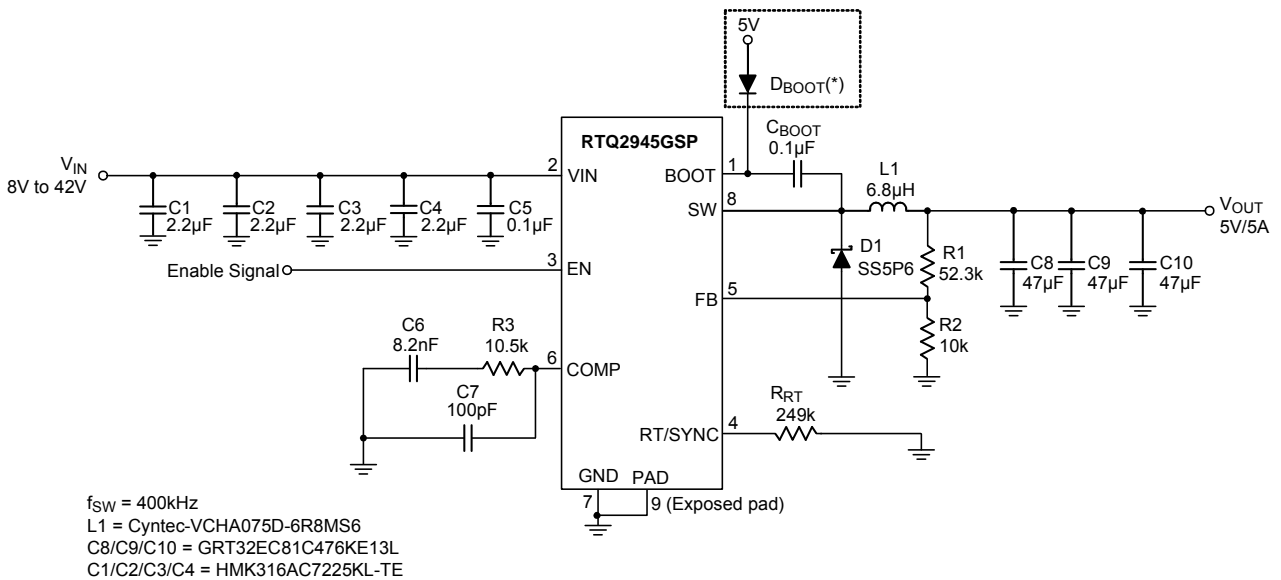 5V
DBOOT(*)
CBOOT
0.1µF
RTQ2945GSP
VIN
8V to 42V
2
VIN
BOOT
1
L1
6.8µH
SW
8
VOUT
5V/5A
C1
2.2µF
C2
2.2µF
C3
2.2µF
C4
2.2µF
C5
0.1µF
Enable Signal
3
EN
D1
SS5P6
R1
52.3k
C8
47µF
C9
47µF
C10
47µF
FB
5
R2
10k
C6
8.2nF
R3
10.5k
6
COMP
C7
100pF
RRT
249k
RT/SYNC
4
GND
PAD
7
9 (Exposed pad)
fSW = 400kHz
L1 = Cyntec-VCHA075D-6R8MS6
C8/C9/C10 = GRT32EC81C476KE13L
C1/C2/C3/C4 = HMK316AC7225KL-TE